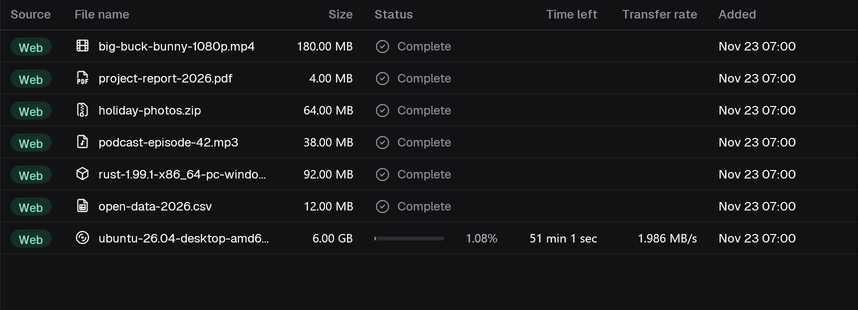 Source File name Size Status Time left Transfer rate Added
Web big-buck-bunny-1080p.mp4 180.00 MB Complete Nov 23 07:00
Web project-report-2026.pdf 4.00 MB Complete Nov 23 07:00
Web holiday-photos.zip 64.00 MB Complete Nov 23 07:00
Web podcast-episode-42.mp3 38.00 MB Complete Nov 23 07:00
Web rust-1.99.1-x86_64-pc-windo... 92.00 MB Complete Nov 23 07:00
Web open-data-2026.csv 12.00 MB Complete Nov 23 07:00
Web ubuntu-26.04-desktop-amd6... 6.00 GB 1.08% 51 min 1 sec 1.986 MB/s Nov 23 07:00